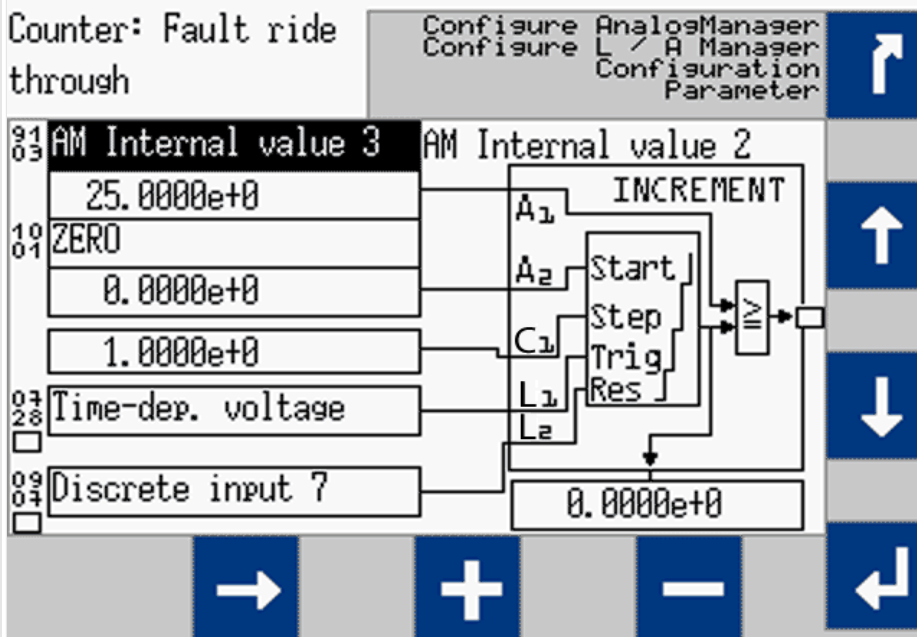 Counter: Fault ride
through
Configure AnalogManager
Configure L / A Manager
Configuration
Parameter
91
03
AM Internal value 3
AM Internal value 2
25.0000e+0
INCREMENT
A1
10
01
ZERO
0.0000e+0
A2
Start
Step
Trig
Res
≧
1.0000e+0
C1
07
28
Time-dep. voltage
L1
L2
09
07
Discrete input 7
0.0000e+0